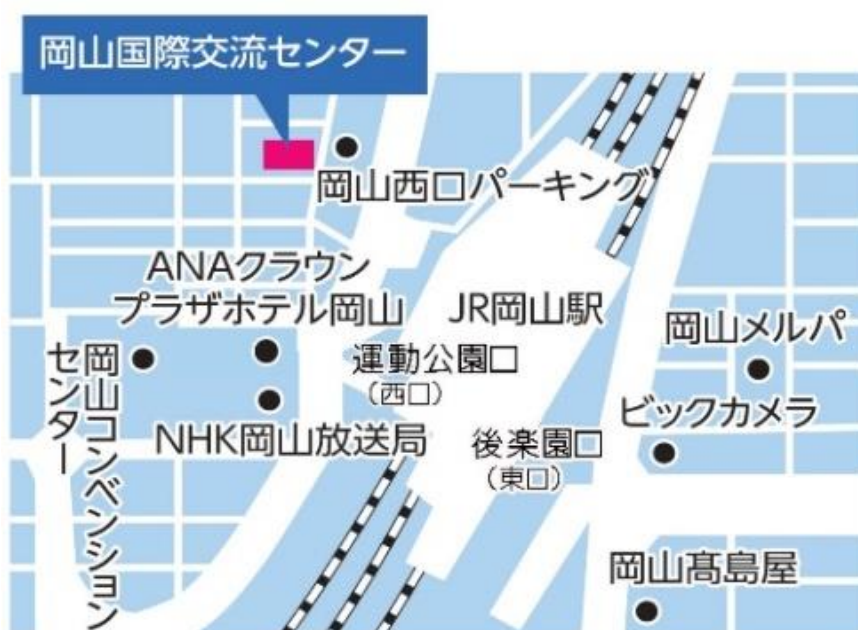 岡山国際交流センター
岡山西口パーキング
ANAクラウン
プラザホテル岡山
JR岡山駅
岡山メルパ
運動公園口
(西口)
岡山コンベンション
センター
ビックカメラ
NHK岡山放送局
後楽園口
(東口)
岡山髙島屋